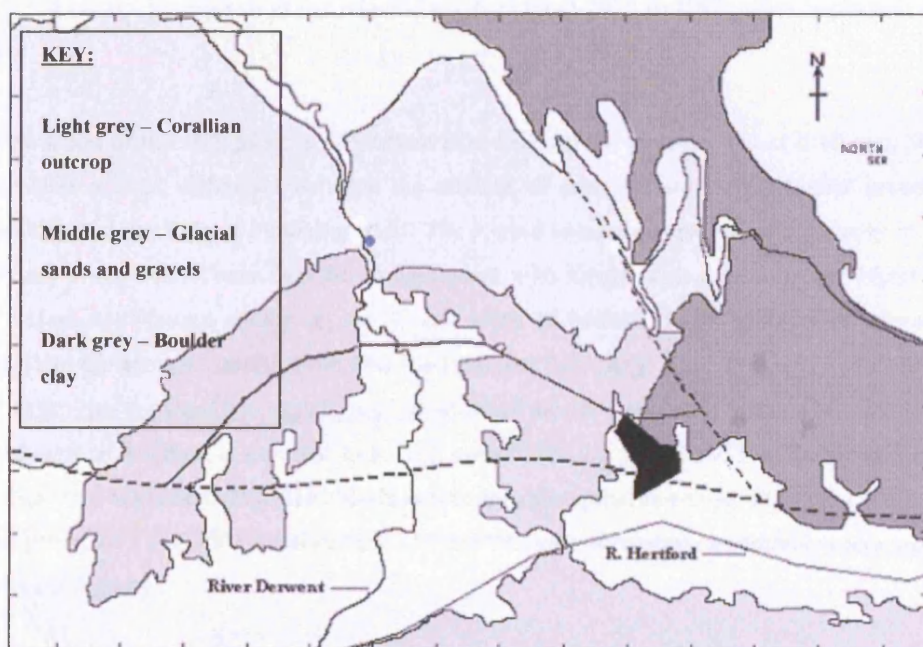 KEY:
Light grey – Corallian
outcrop
Middle grey – Glacial
sands and gravels
Dark grey – Boulder
clay
N
NORTH
SEA
R. Hertford
River Derwent